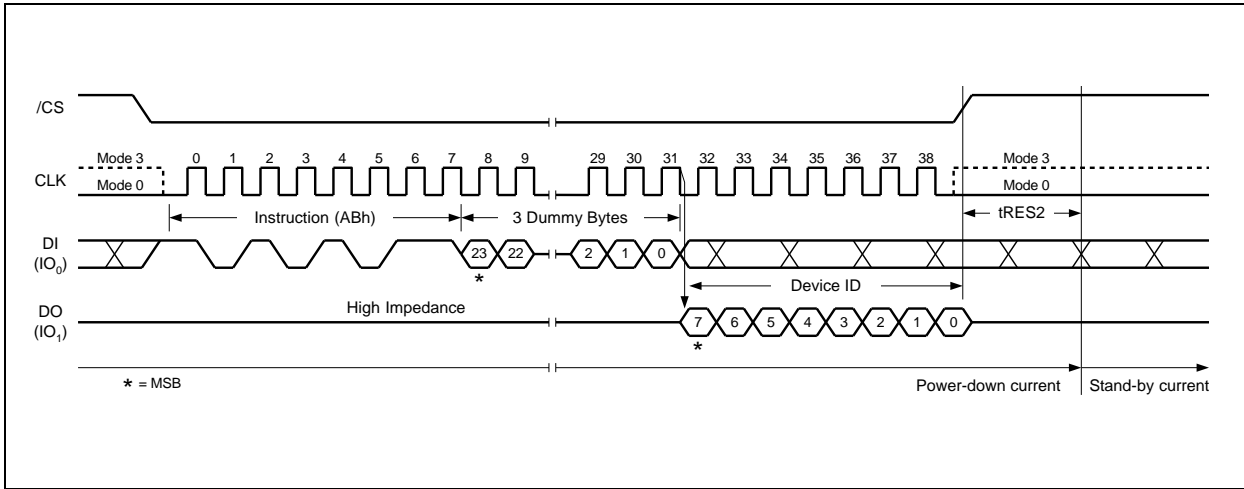 /CS
Mode 3 0 1 2 3 4 5 6 7 8 9 29 30 31 32 33 34 35 36 37 38 Mode 3
CLK Mode 0 Mode 0
Instruction (ABh) 3 Dummy Bytes tRES2
DI
(IO0)
23 22 2 1 0
*
Device ID
DO
(IO1)
High Impedance
7 6 5 4 3 2 1 0
*
* = MSB
Power-down current Stand-by current